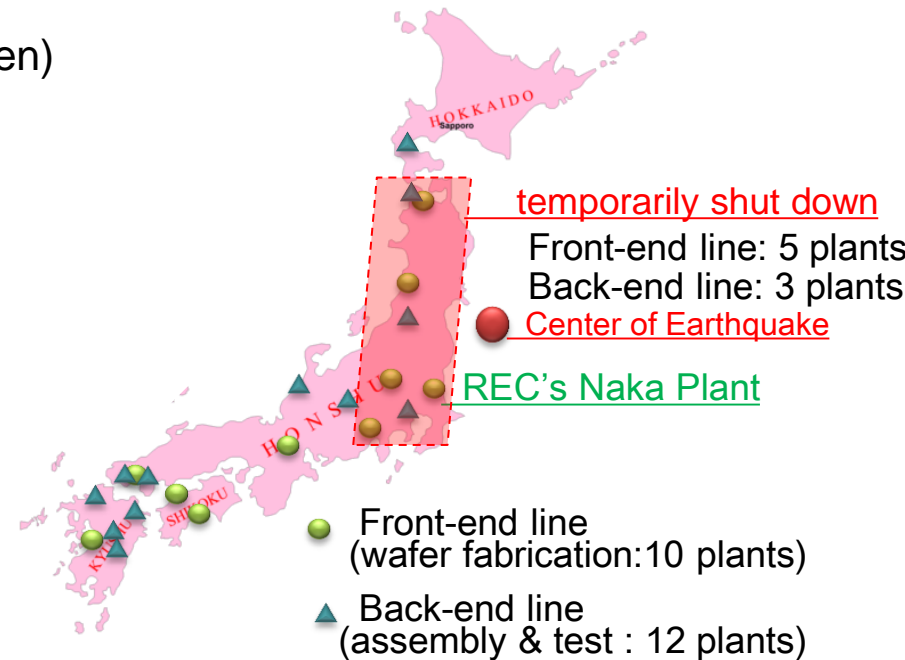 en)
HOKKAIDO
Sapporo
temporarily shut down
Front-end line: 5 plants
Back-end line: 3 plants
Center of Earthquake
REC's Naka Plant
HONSHU
SHIKOKU
KYUSHU
Front-end line
(wafer fabrication:10 plants)
Back-end line
(assembly & test : 12 plants)